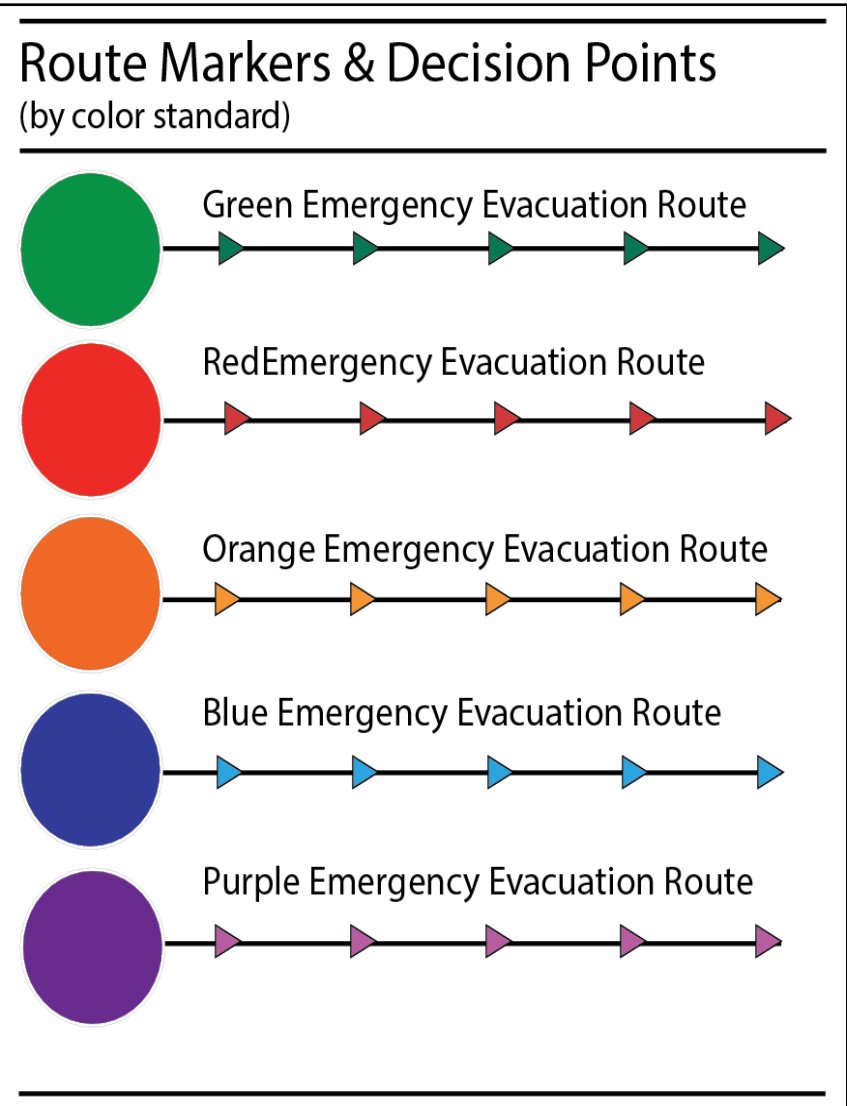 Route Markers & Decision Points
(by color standard)
Green Emergency Evacuation Route
RedEmergency Evacuation Route
Orange Emergency Evacuation Route
Blue Emergency Evacuation Route
Purple Emergency Evacuation Route